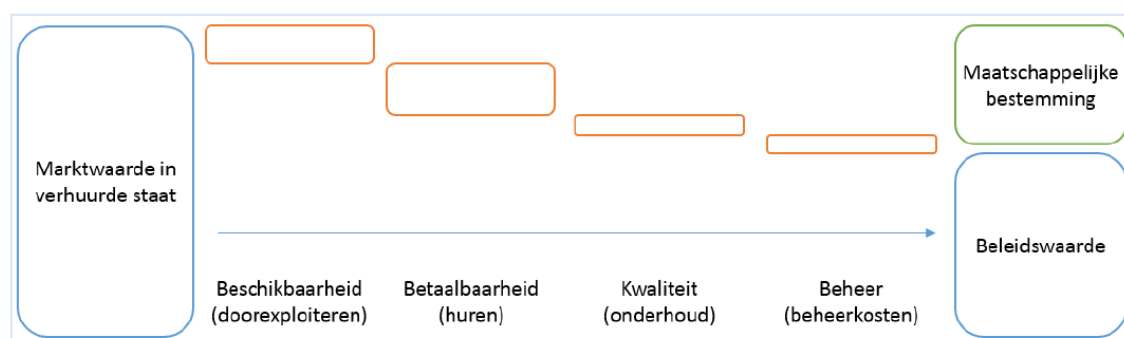 Marktwaarde in
verhuurde staat
Beschikbaarheid
(doorexploiteren)
Betaalbaarheid
(huren)
Kwaliteit
(onderhoud)
Beheer
(beheerkosten)
Maatschappelijke
bestemming
Beleidswaarde